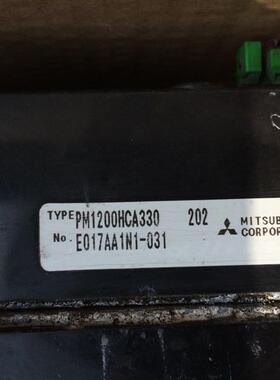 TYPE PM1200HCA330 202
No. E017AA1N1-031
MITSUB
CORPOR